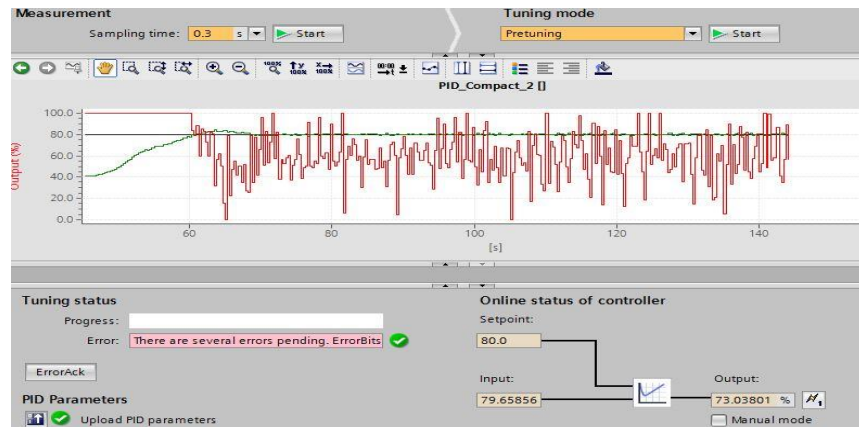 Measurement
Tuning mode
Sampling time: 0.3 s Start
Pretuning Start
PID_Compact_2 []
Output (%)
100.0
80.0
60.0
40.0
20.0
0.0
60 80 100 120 140
[s]
Tuning status
Progress:
Error: There are several errors pending. ErrorBits
ErrorAck
PID Parameters
Upload PID parameters
Online status of controller
Setpoint:
80.0
Input:
79.65856
Output:
73.03801 %
Manual mode